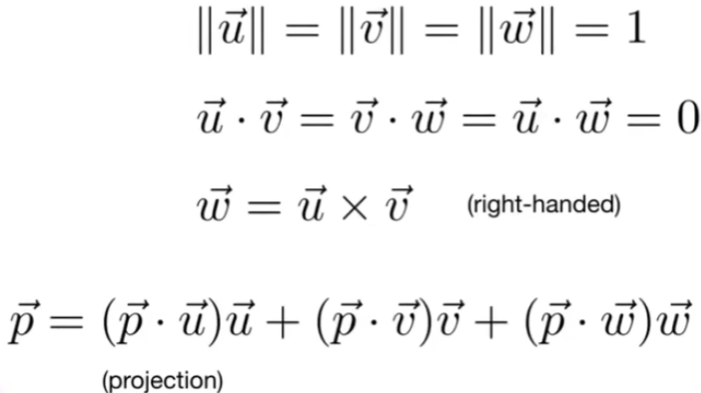 ‖u⃗‖ = ‖v⃗‖ = ‖w⃗‖ = 1
u⃗ · v⃗ = v⃗ · w⃗ = u⃗ · w⃗ = 0
w⃗ = u⃗ × v⃗ (right-handed)
p⃗ = (p⃗ · u⃗)u⃗ + (p⃗ · v⃗)v⃗ + (p⃗ · w⃗)w⃗
(projection)